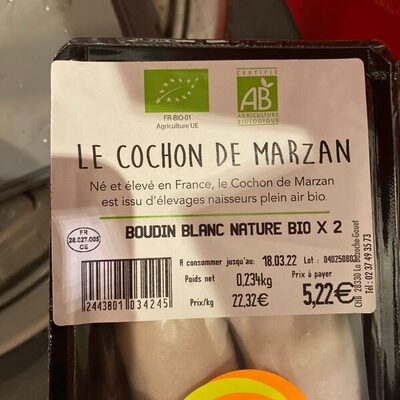 CERTIFIÉ
AB
AGRICULTURE
BIOLOGIQUE
FR-BIO-01
Agriculture UE
LE COCHON DE MARZAN
Né et élevé en France, le Cochon de Marzan
est issu d'élevages naisseurs plein air bio.
FR
28.027.002
CE
BOUDIN BLANC NATURE BIO X 2
A consommer jusqu'au: 18.03.22 Lot: 040250803
Poids net 0,234kg Prix à payer
Prix/kg 22,32€ 5,22€
2443801 034245
CHB 28330 La Bazoche-Gouet
Tél : 02 37 49 35 73